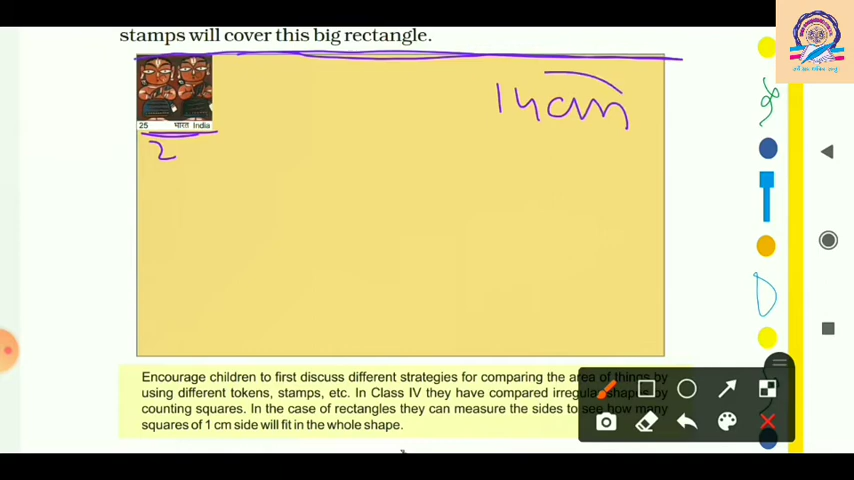 stamps will cover this big rectangle.
14cm
25 भारत India
2
Encourage children to first discuss different strategies for comparing the area of things by
using different tokens, stamps, etc. In Class IV they have compared irregular shapes by
counting squares. In the case of rectangles they can measure the sides to see how many
squares of 1 cm side will fit in the whole shape.